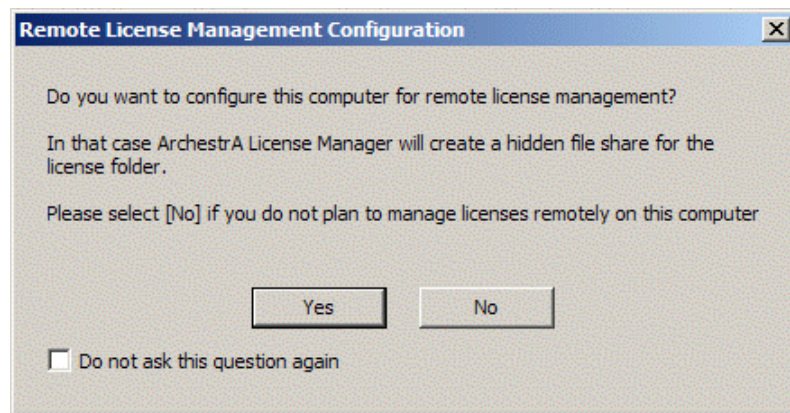 Remote License Management Configuration
Do you want to configure this computer for remote license management?
In that case ArchestrA License Manager will create a hidden file share for the
license folder.
Please select [No] if you do not plan to manage licenses remotely on this computer
Yes
No
Do not ask this question again